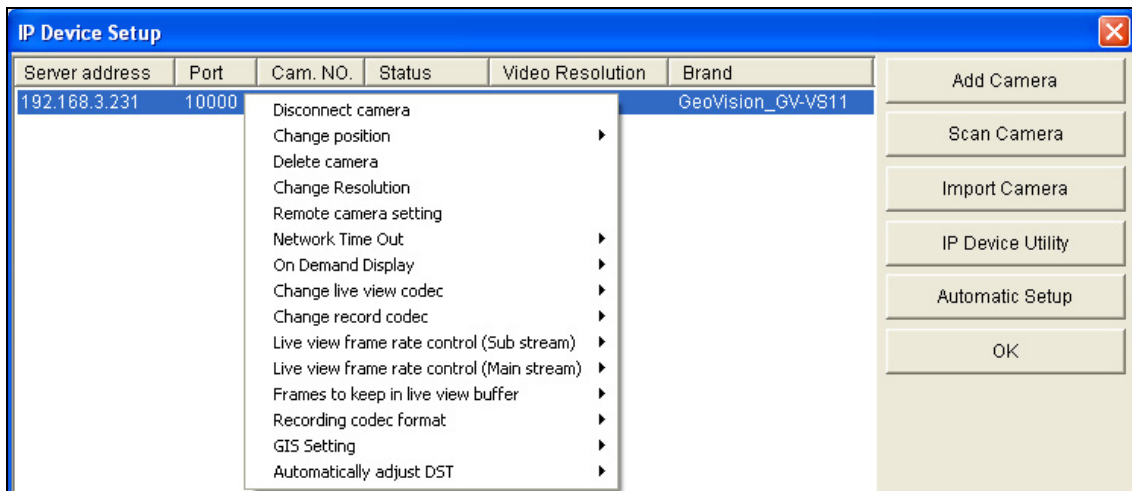 IP Device Setup
Server address Port Cam. NO. Status Video Resolution Brand
192.168.3.231 10000 GeoVision_GV-VS11
Disconnect camera
Change position
Delete camera
Change Resolution
Remote camera setting
Network Time Out
On Demand Display
Change live view codec
Change record codec
Live view frame rate control (Sub stream)
Live view frame rate control (Main stream)
Frames to keep in live view buffer
Recording codec format
GIS Setting
Automatically adjust DST
Add Camera
Scan Camera
Import Camera
IP Device Utility
Automatic Setup
OK